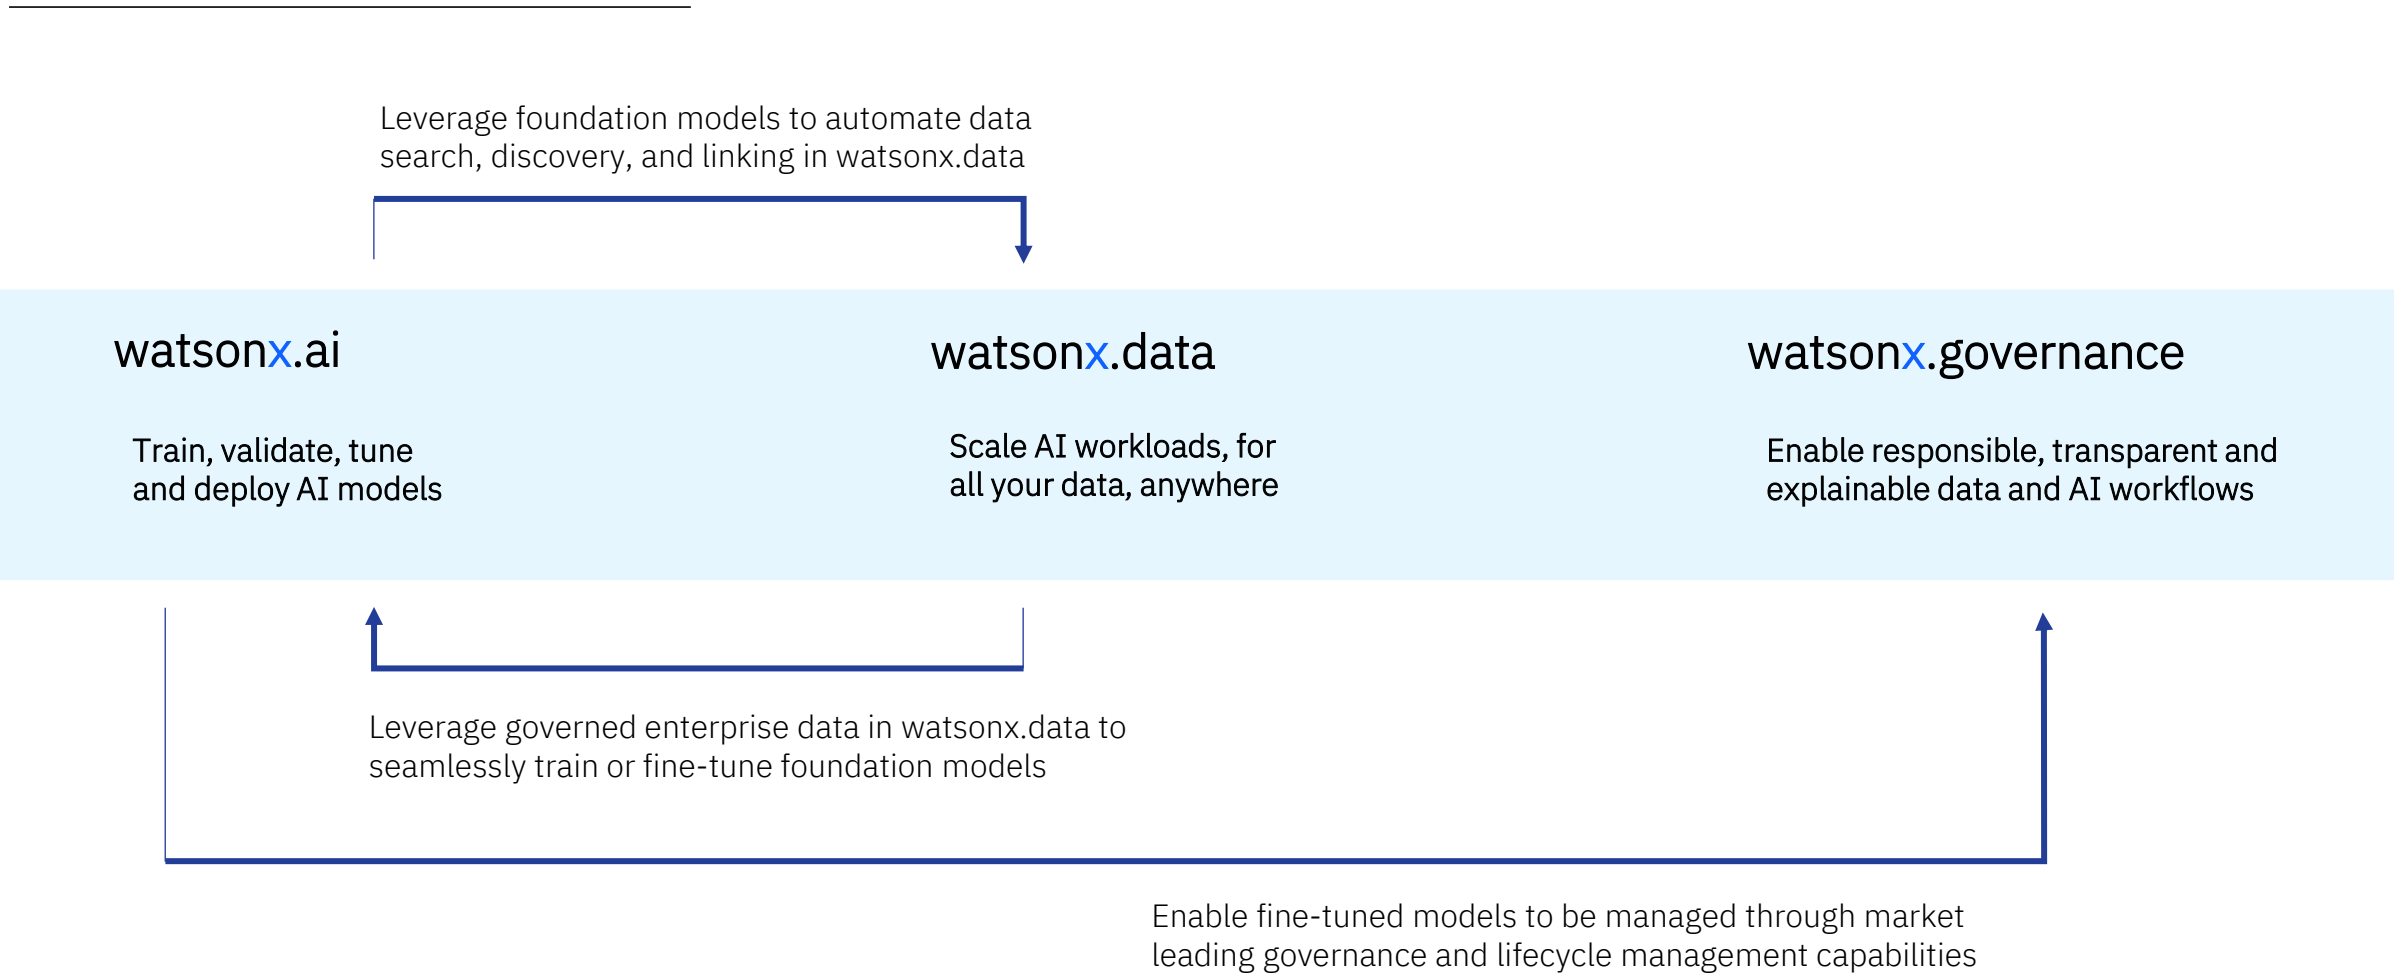 Leverage foundation models to automate data
search, discovery, and linking in watsonx.data
watsonx.ai
Train, validate, tune
and deploy AI models
watsonx.data
Scale AI workloads, for
all your data, anywhere
watsonx.governance
Enable responsible, transparent and
explainable data and AI workflows
Leverage governed enterprise data in watsonx.data to
seamlessly train or fine-tune foundation models
Enable fine-tuned models to be managed through market
leading governance and lifecycle management capabilities